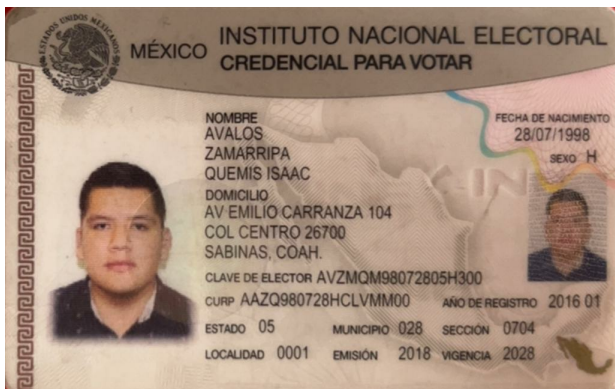 ESTADOS UNIDOS MEXICANOS
MÉXICO INSTITUTO NACIONAL ELECTORAL
CREDENCIAL PARA VOTAR
NOMBRE
AVALOS
ZAMARRIPA
QUEMIS ISAAC
FECHA DE NACIMIENTO
28/07/1998
SEXO H
DOMICILIO
AV EMILIO CARRANZA 104
COL CENTRO 26700
SABINAS, COAH.
CLAVE DE ELECTOR AVZMQM98072805H300
CURP AAZQ980728HCLVMM00 AÑO DE REGISTRO 2016 01
ESTADO 05 MUNICIPIO 028 SECCIÓN 0704
LOCALIDAD 0001 EMISIÓN 2018 VIGENCIA 2028